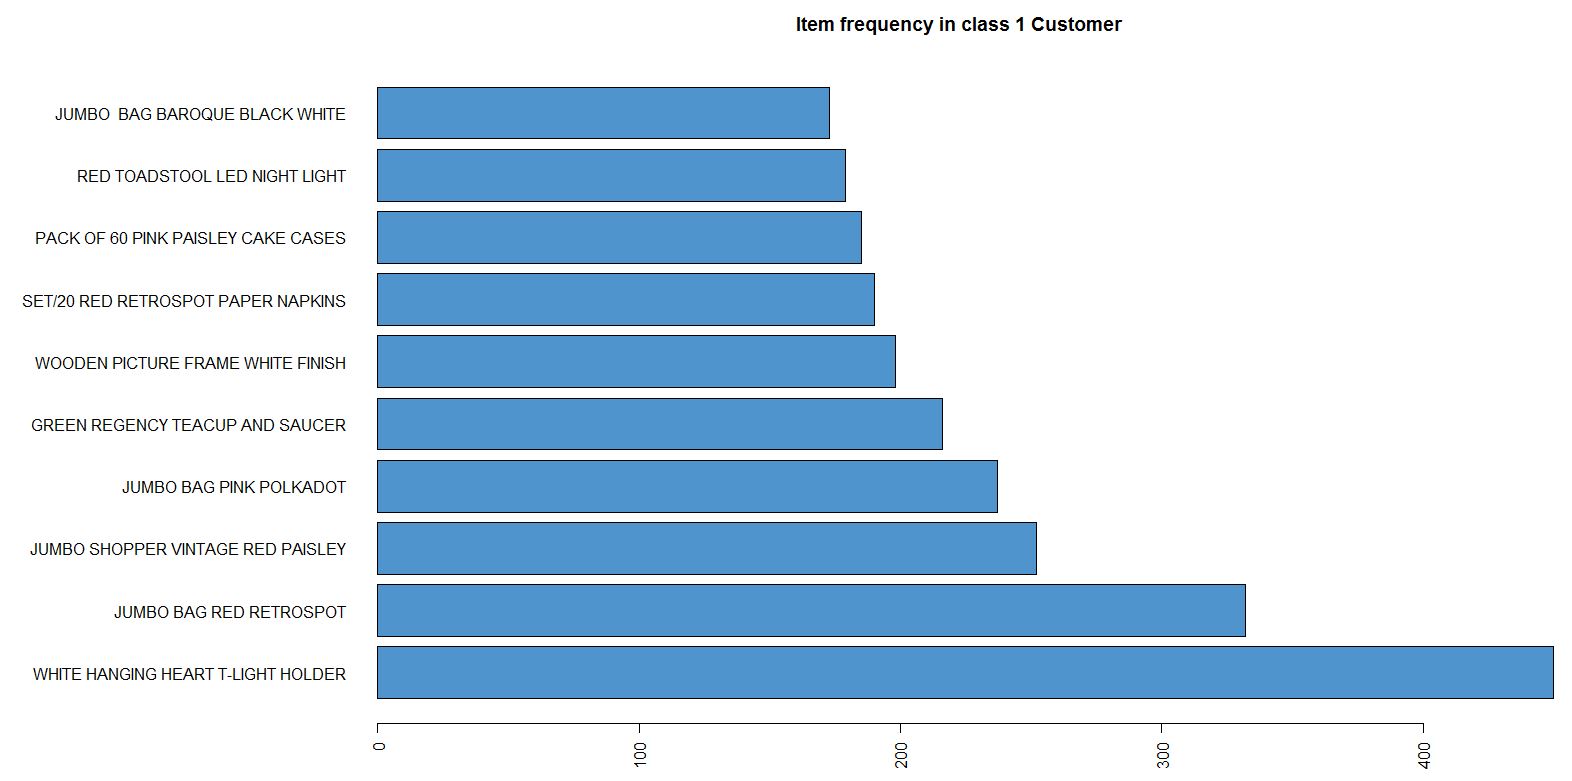 Item frequency in class 1 Customer
JUMBO  BAG BAROQUE BLACK WHITE
RED TOADSTOOL LED NIGHT LIGHT
PACK OF 60 PINK PAISLEY CAKE CASES
SET/20 RED RETROSPOT PAPER NAPKINS
WOODEN PICTURE FRAME WHITE FINISH
GREEN REGENCY TEACUP AND SAUCER
JUMBO BAG PINK POLKADOT
JUMBO SHOPPER VINTAGE RED PAISLEY
JUMBO BAG RED RETROSPOT
WHITE HANGING HEART T-LIGHT HOLDER
0
100
200
300
400